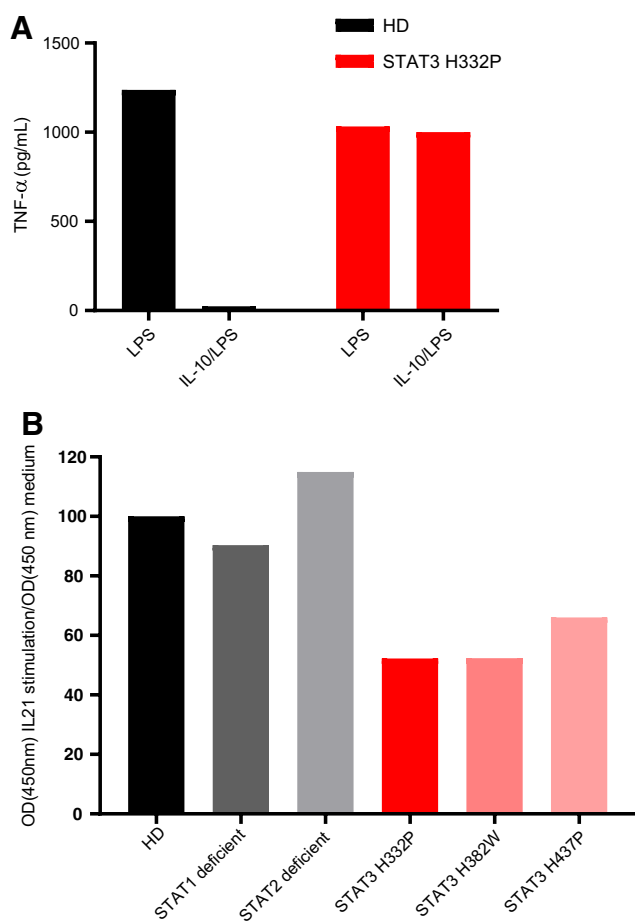 A
HD
STAT3 H332P
TNF-α (pg/mL)
1500
1000
500
0
LPS
IL-10/LPS
LPS
IL-10/LPS
B
OD(450nm) IL21 stimulation/OD(450 nm) medium
120
100
80
60
40
20
0
HD
STAT1 deficient
STAT2 deficient
STAT3 H332P
STAT3 H382W
STAT3 H437P